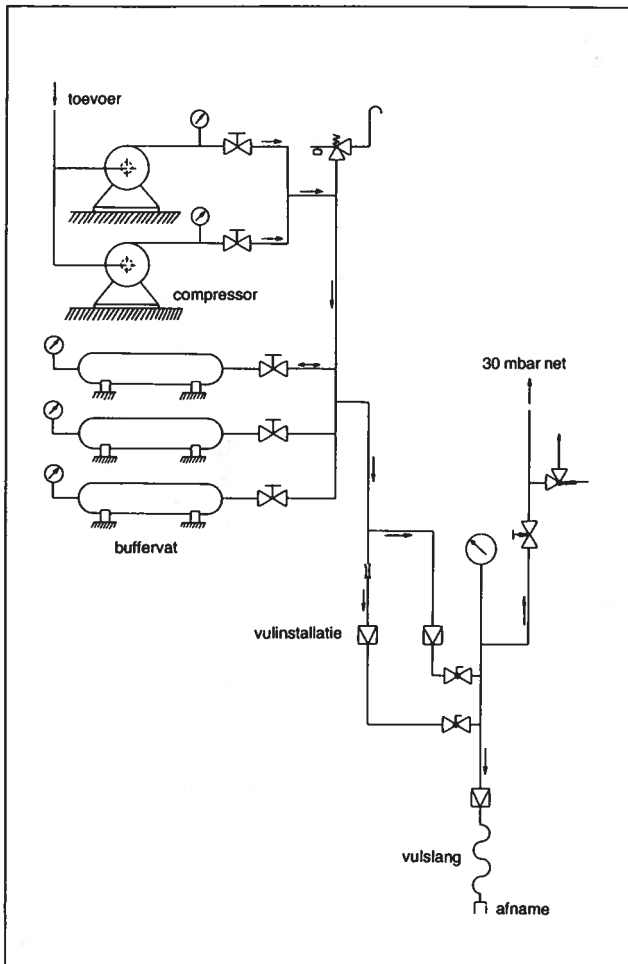 toevoer
compressor
30 mbar net
buffervat
vulinstallatie
vulslang
afname